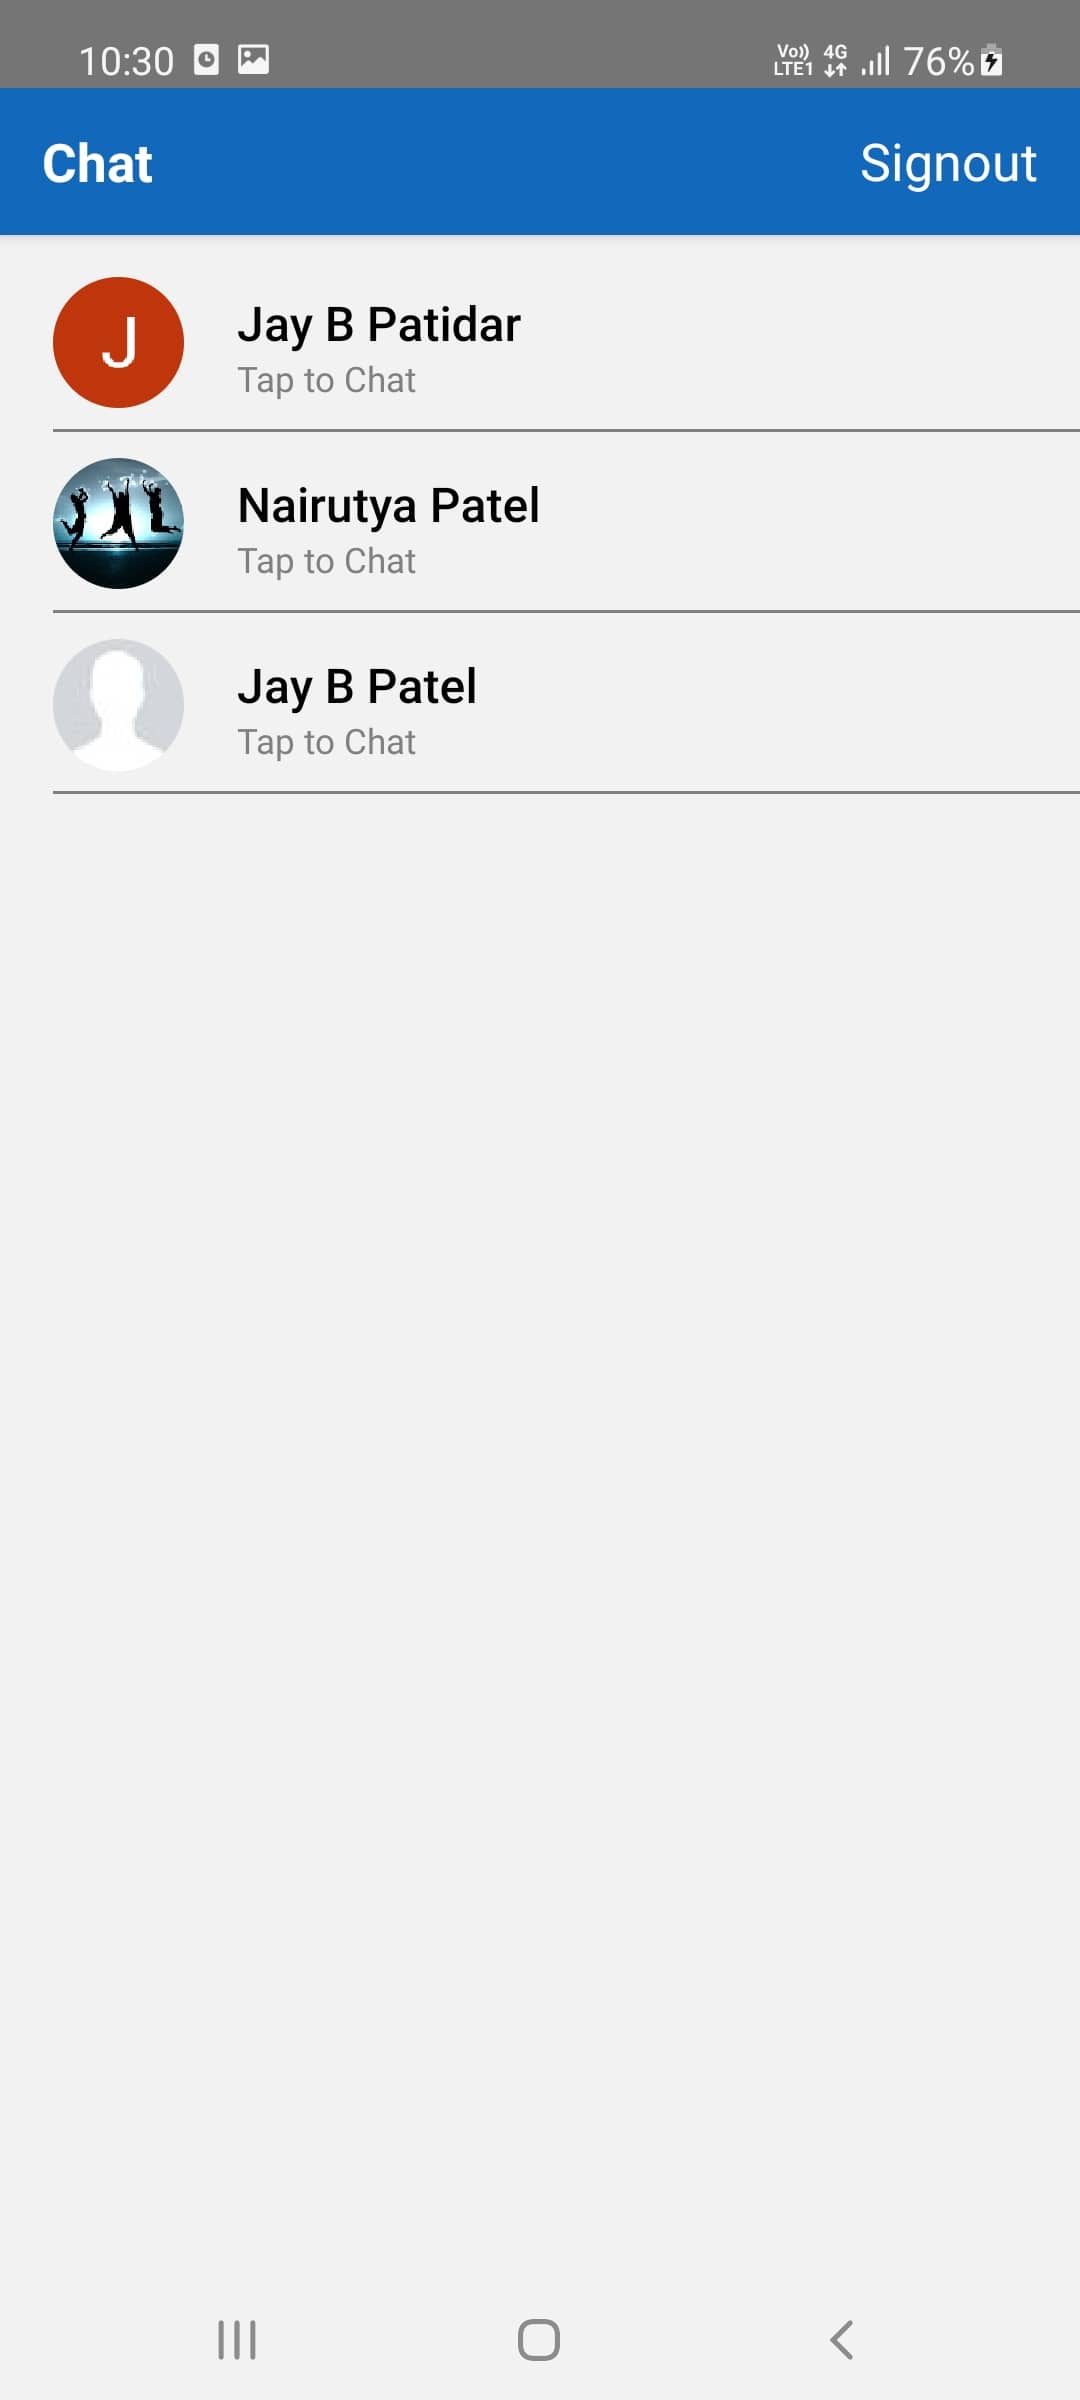 10:30 Vo)) LTE1 4G 76%
Chat Signout
J
Jay B Patidar
Tap to Chat
Nairutya Patel
Tap to Chat
Jay B Patel
Tap to Chat